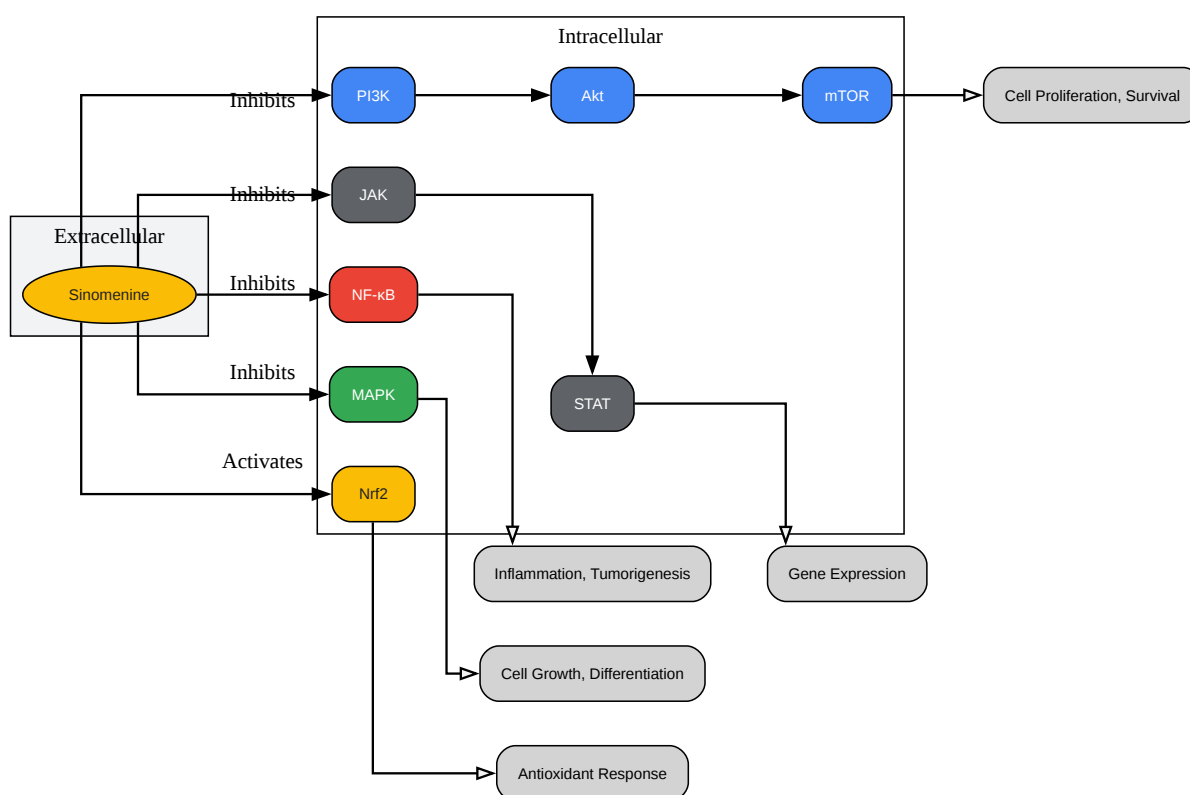 Intracellular
Inhibits
PI3K
Akt
mTOR
Cell Proliferation, Survival
Inhibits
JAK
Extracellular
Sinomenine
Inhibits
NF-κB
Inhibits
MAPK
STAT
Activates
Nrf2
Inflammation, Tumorigenesis
Gene Expression
Cell Growth, Differentiation
Antioxidant Response